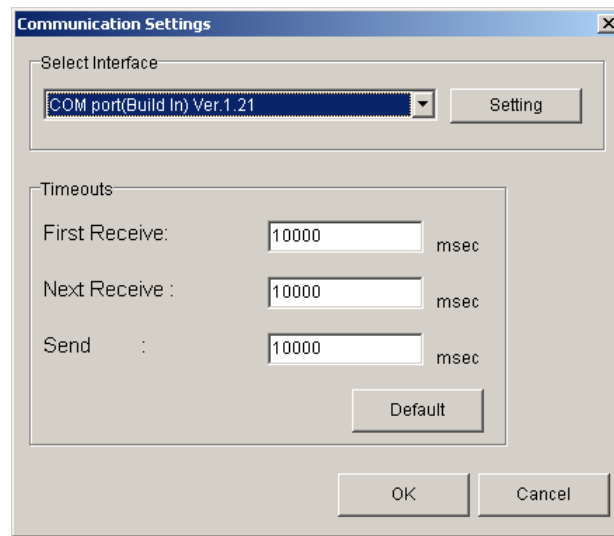 Communication Settings
Select Interface
COM port(Build In) Ver.1.21
Setting
Timeouts
First Receive: 10000 msec
Next Receive : 10000 msec
Send : 10000 msec
Default
OK Cancel